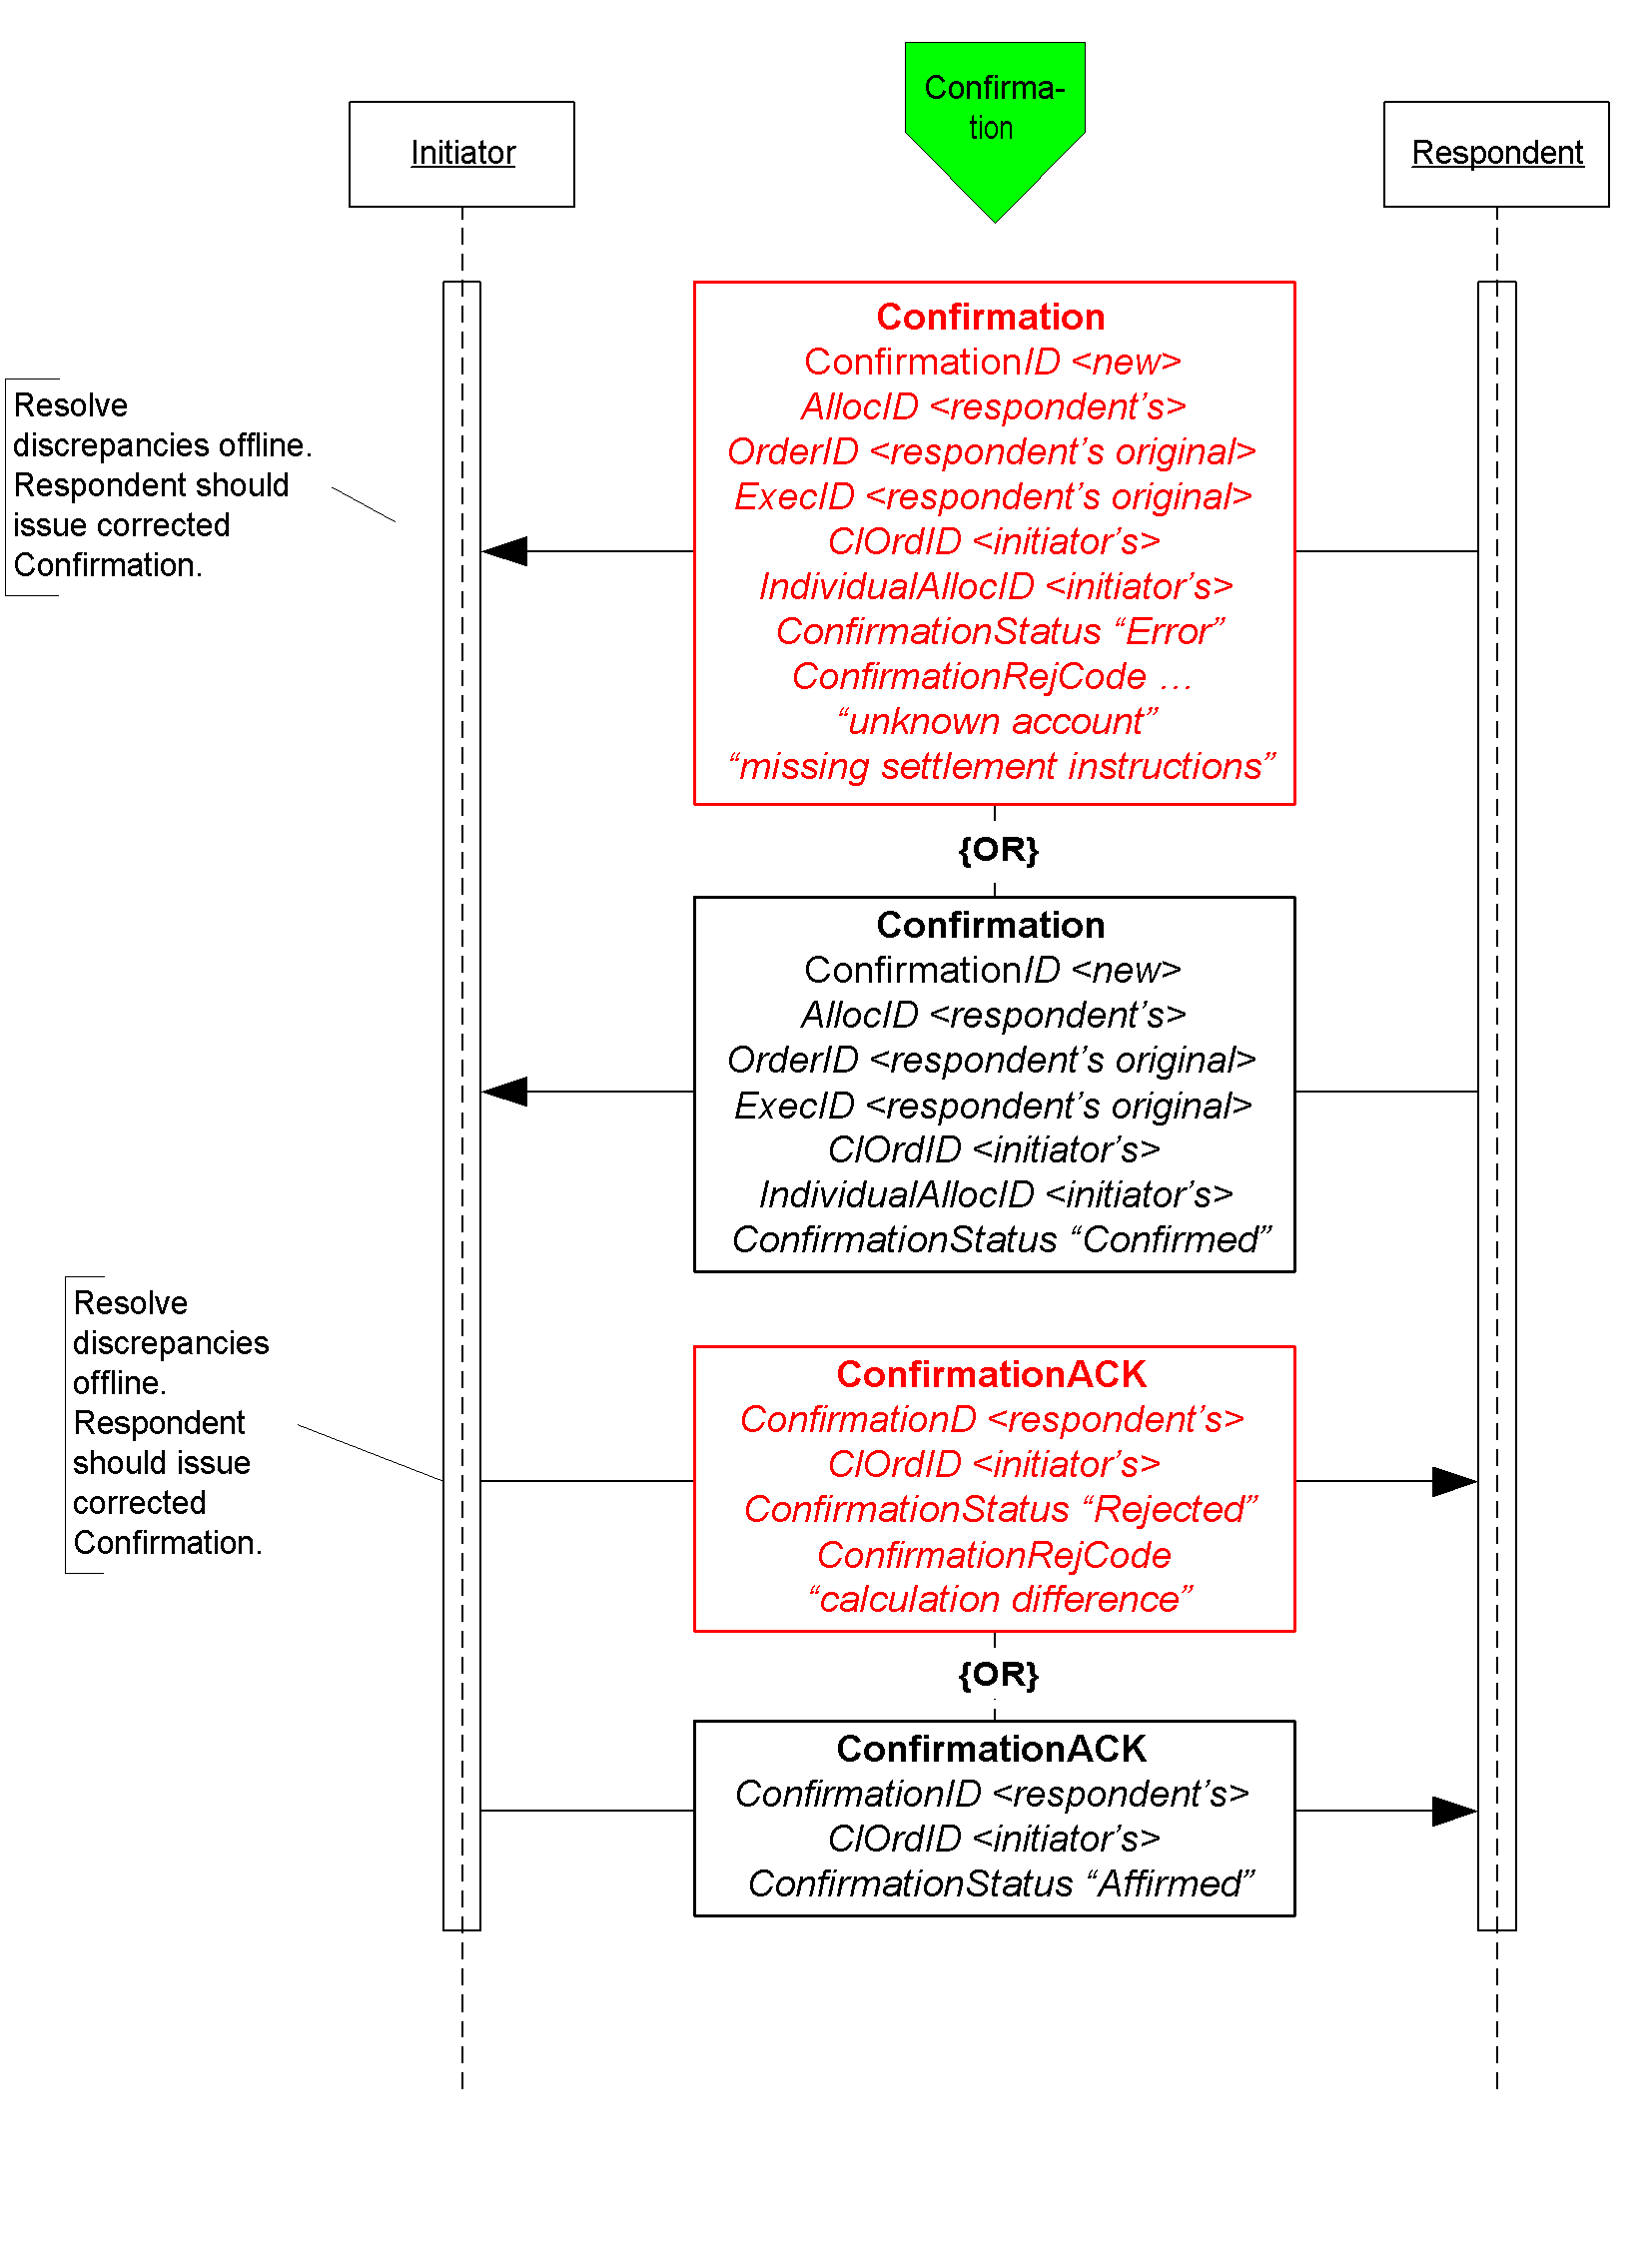 Confirma-
tion
Initiator
Respondent
Confirmation
ConfirmationID <new>
AllocID <respondent’s>
OrderID <respondent’s original>
ExecID <respondent’s original>
ClOrdID <initiator’s>
IndividualAllocID <initiator’s>
ConfirmationStatus “Error”
ConfirmationRejCode …
“unknown account”
“missing settlement instructions”
Resolve
discrepancies offline.
Respondent should
issue corrected
Confirmation.
{OR}
Confirmation
ConfirmationID <new>
AllocID <respondent’s>
OrderID <respondent’s original>
ExecID <respondent’s original>
ClOrdID <initiator’s>
IndividualAllocID <initiator’s>
ConfirmationStatus “Confirmed”
Resolve
discrepancies
offline.
Respondent
should issue
corrected
Confirmation.
ConfirmationACK
ConfirmationD <respondent’s>
ClOrdID <initiator’s>
ConfirmationStatus “Rejected”
ConfirmationRejCode
“calculation difference”
{OR}
ConfirmationACK
ConfirmationID <respondent’s>
ClOrdID <initiator’s>
ConfirmationStatus “Affirmed”